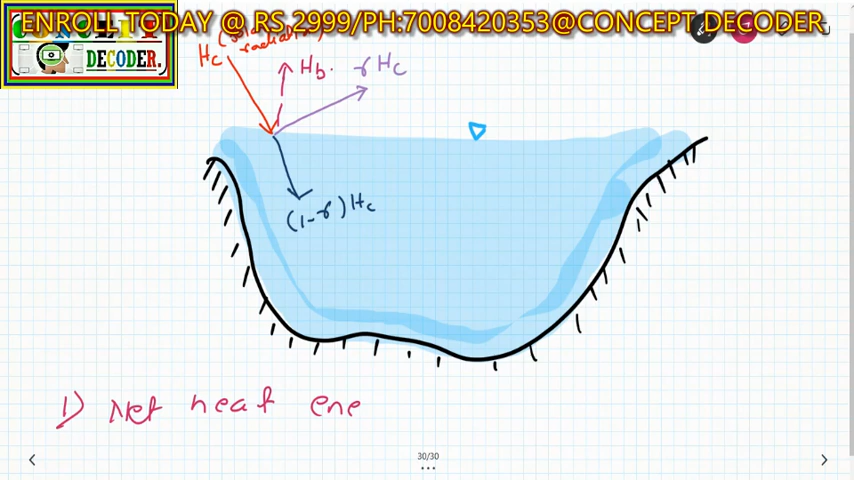 ENROLL TODAY @ RS 2999/PH:7008420353@CONCEPT DECODER
DECODER.
Hc
Hb.
rHc
(1-r) Hc
1) Net heat ene
30/30